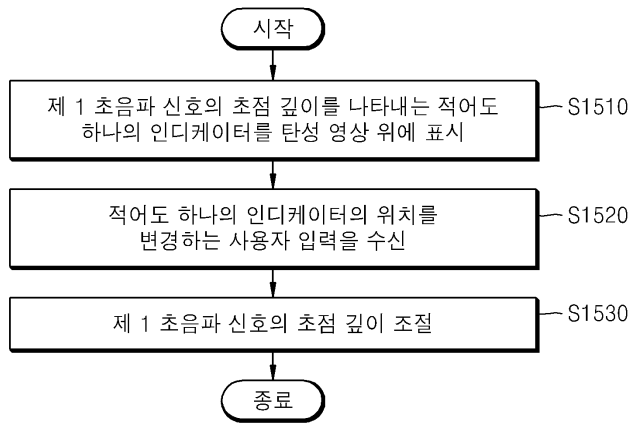 시작
제 1 초음파 신호의 초점 깊이를 나타내는 적어도
하나의 인디케이터를 탄성 영상 위에 표시
S1510
적어도 하나의 인디케이터의 위치를
변경하는 사용자 입력을 수신
S1520
제 1 초음파 신호의 초점 깊이 조절
S1530
종료